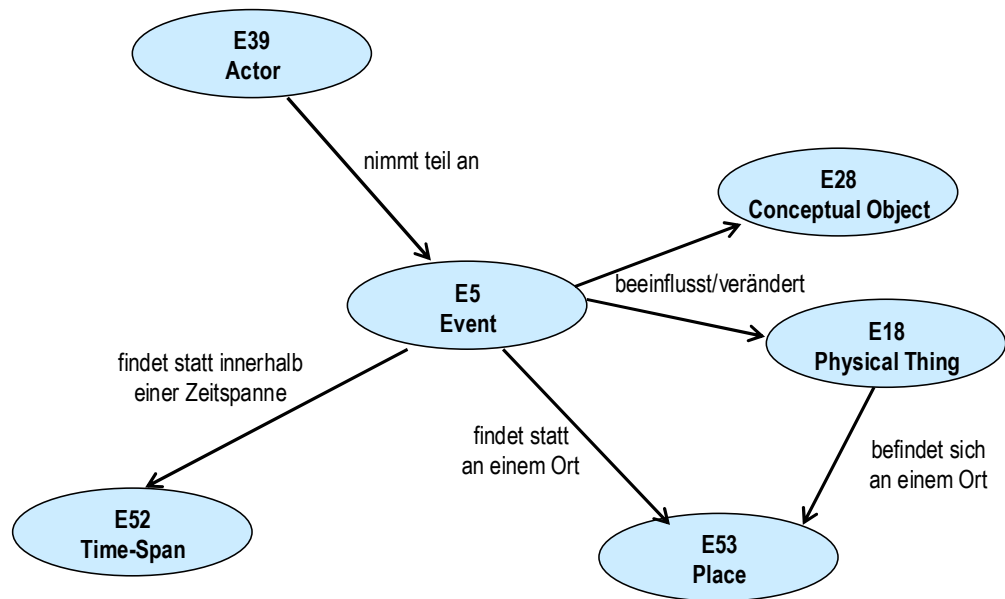 E39
Actor
nimmt teil an
E28
Conceptual Object
beeinflusst/verändert
E5
Event
E18
Physical Thing
findet statt innerhalb
einer Zeitspanne
findet statt
an einem Ort
befindet sich
an einem Ort
E52
Time-Span
E53
Place